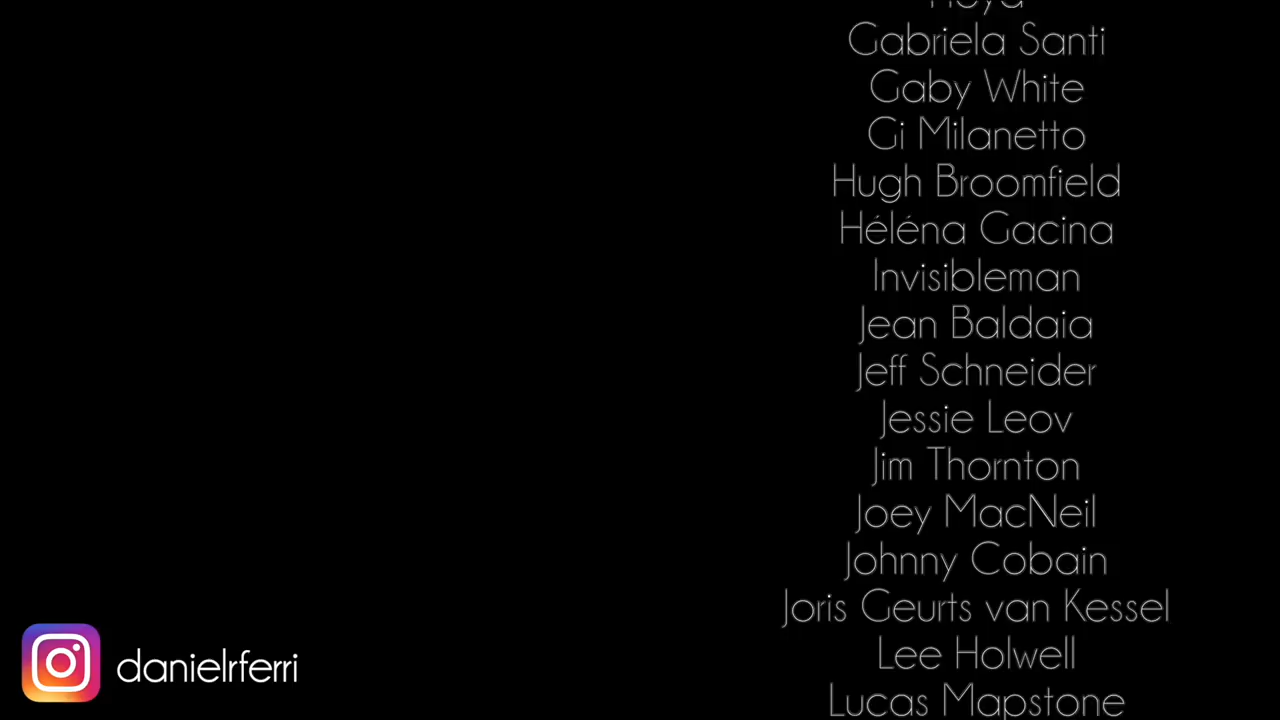 Gabriela Santi
Gaby White
Gi Milanetto
Hugh Broomfield
Héléna Gacina
Invisibleman
Jean Baldaia
Jeff Schneider
Jessie Leov
Jim Thornton
Joey MacNeil
Johnny Cobain
Joris Geurts van Kessel
Lee Holwell
Lucas Mapstone
danielrferri